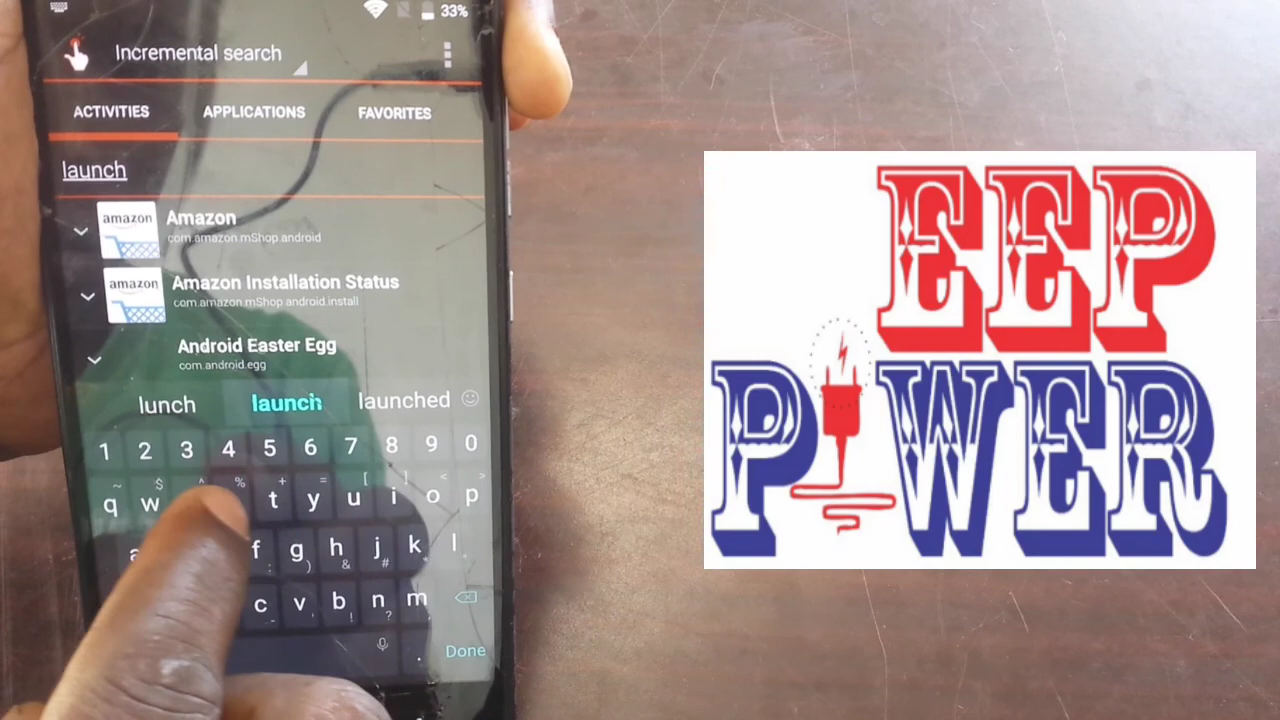 33%
Incremental search
ACTIVITIES APPLICATIONS FAVORITES
launch
Amazon
com.amazon.mShop.android
Amazon Installation Status
com.amazon.mShop.android.install
Android Easter Egg
com.android.egg
lunch launch launched
1 2 3 4 5 6 7 8 9 0
~ $ ^ % + = [ ] < >
q w t y u i o p
f g h j k l
: ) & #
c v b n m
- ! ?
. Done
amazon
amazon
EEP
POWER